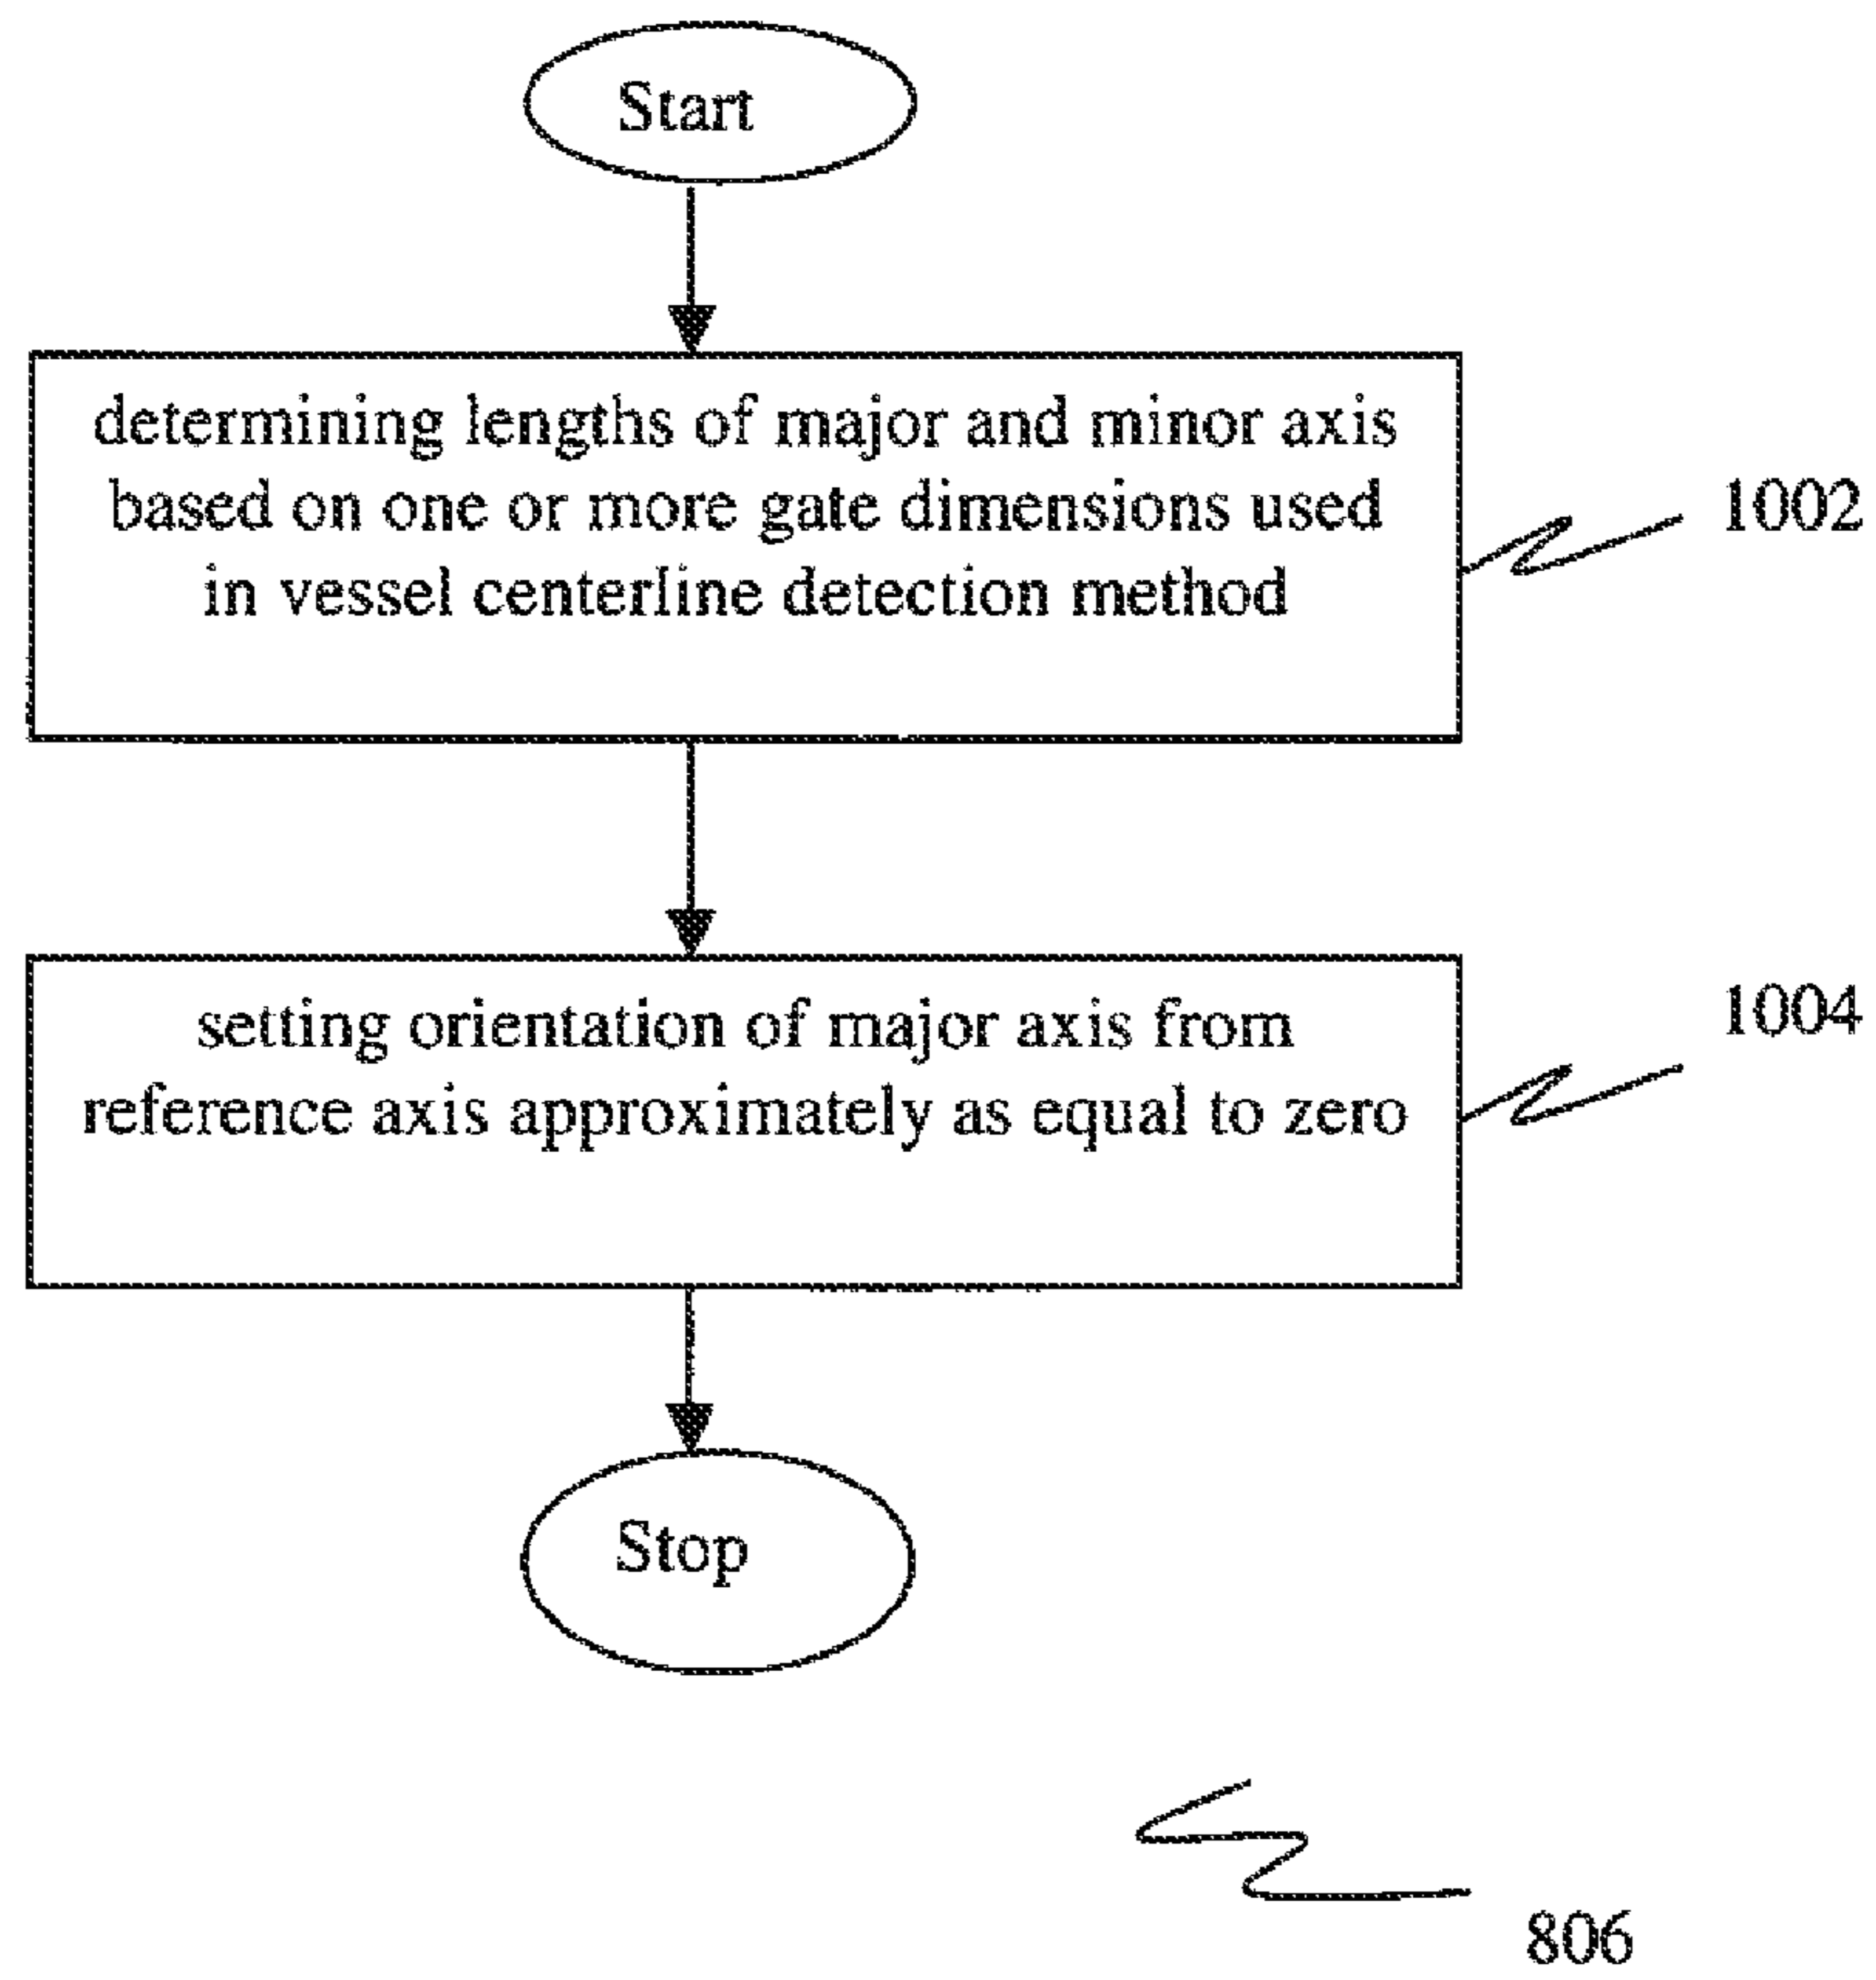 Start
determining lengths of major and minor axis
based on one or more gate dimensions used
in vessel centerline detection method
1002
setting orientation of major axis from
reference axis approximately as equal to zero
1004
Stop
806